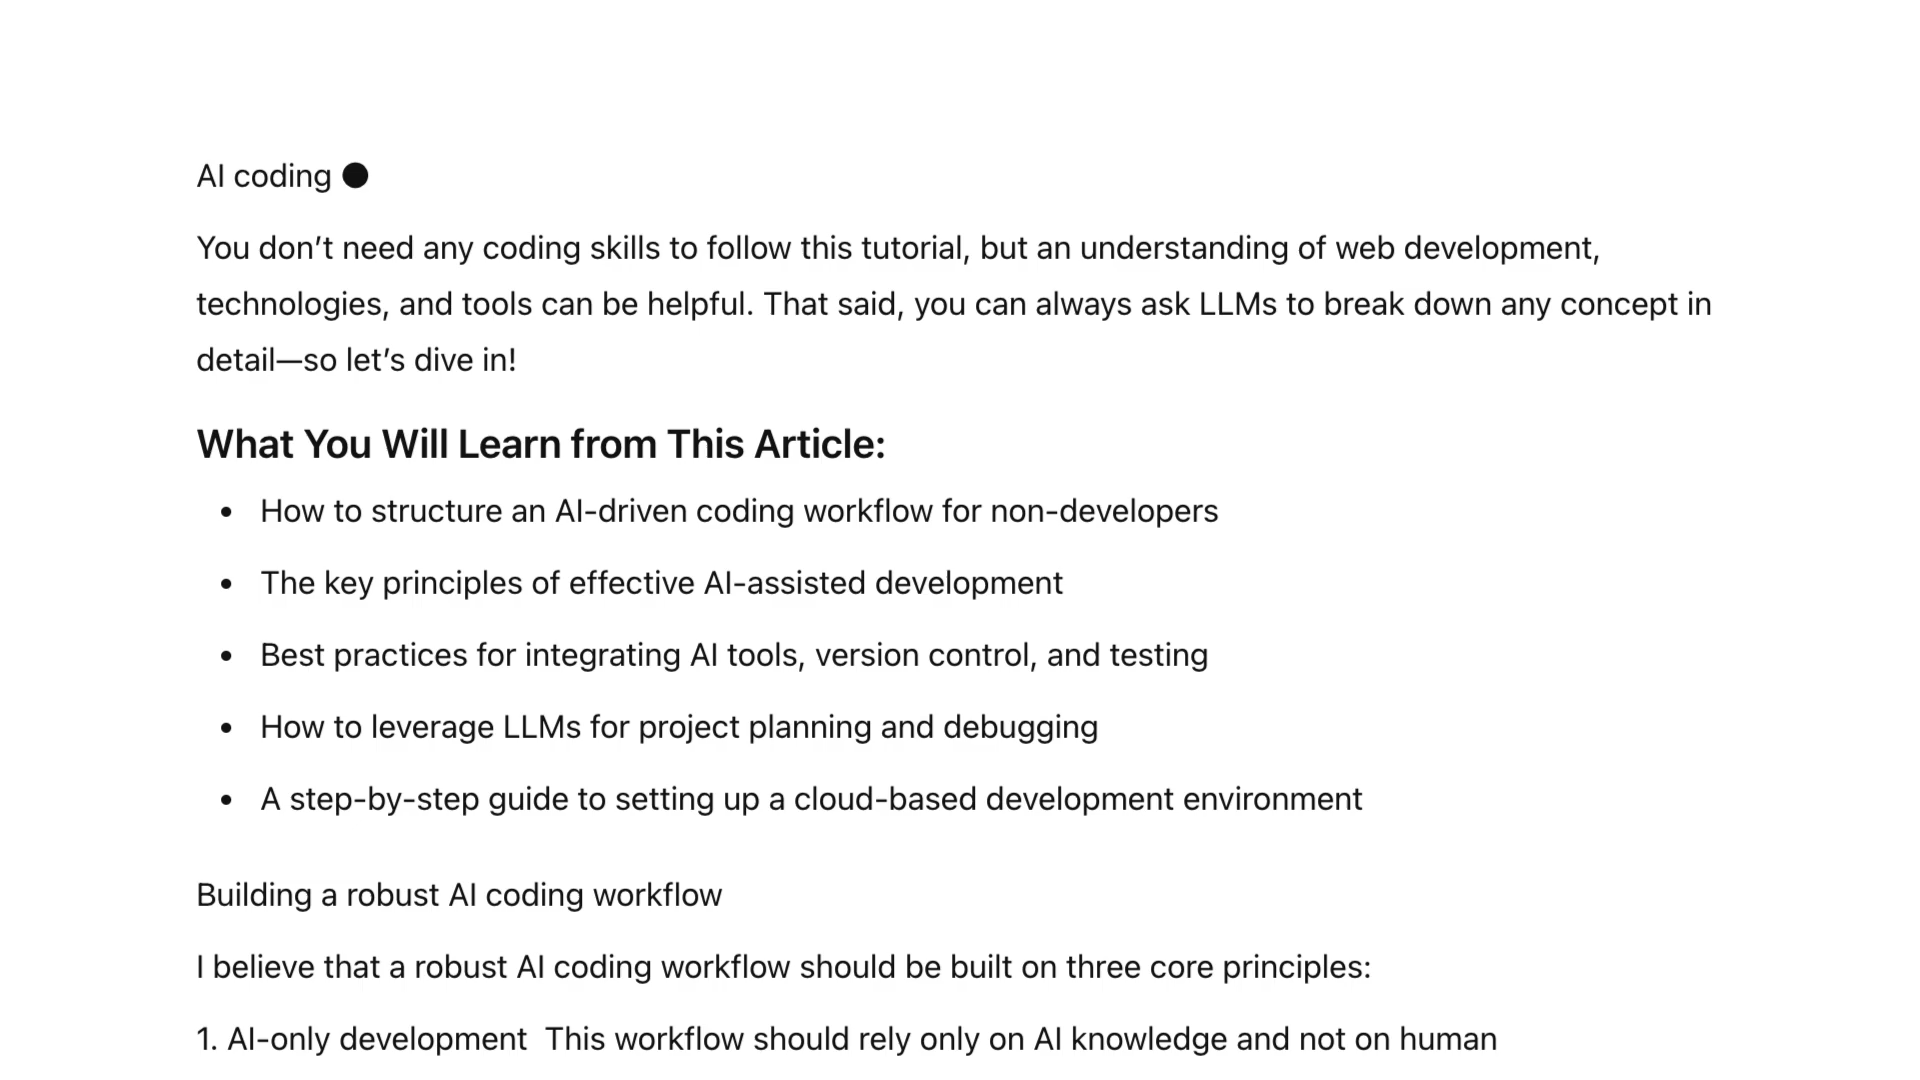 AI coding ●
You don’t need any coding skills to follow this tutorial, but an understanding of web development,
technologies, and tools can be helpful. That said, you can always ask LLMs to break down any concept in
detail—so let’s dive in!
What You Will Learn from This Article:
• How to structure an AI-driven coding workflow for non-developers
• The key principles of effective AI-assisted development
• Best practices for integrating AI tools, version control, and testing
• How to leverage LLMs for project planning and debugging
• A step-by-step guide to setting up a cloud-based development environment
Building a robust AI coding workflow
I believe that a robust AI coding workflow should be built on three core principles:
1. AI-only development  This workflow should rely only on AI knowledge and not on human